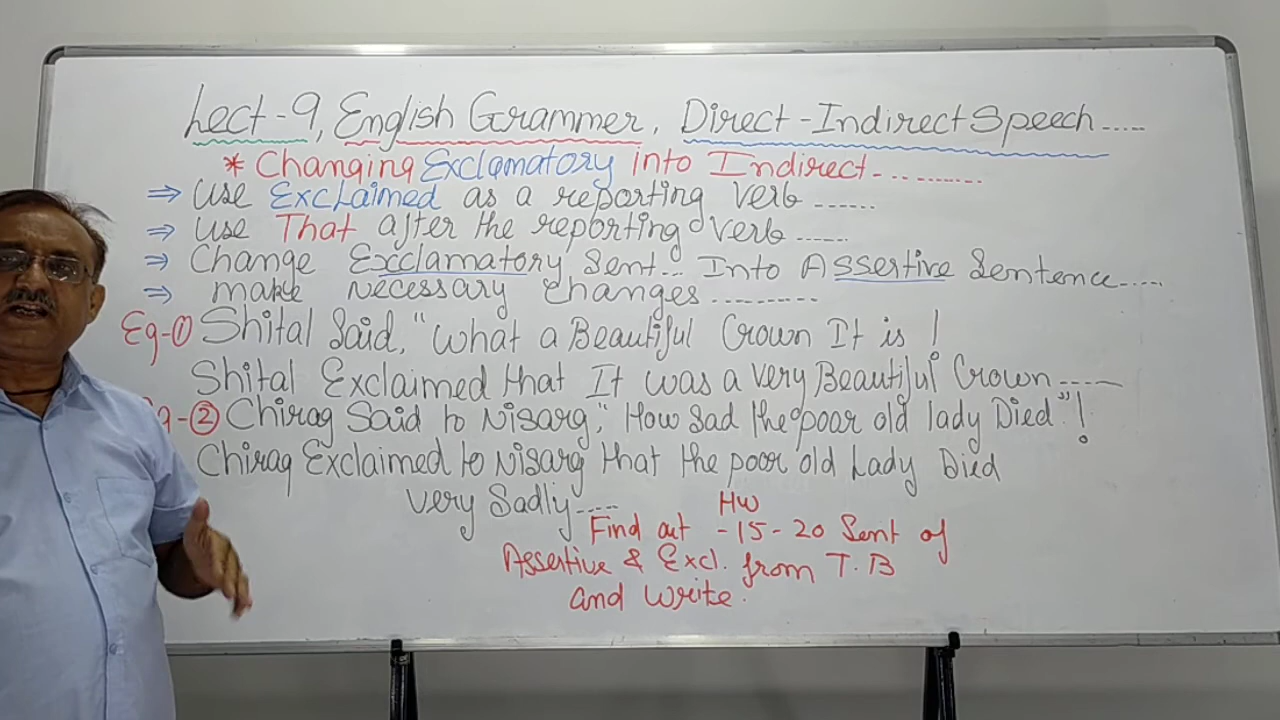 Lect-9, English Grammer, Direct-Indirect Speech.....
* Changing Exclamatory into Indirect..........
⇒ Use Exclaimed as a reporting verb ......
⇒ Use That after the reporting verb ......
⇒ Change Excclamatory Sent... Into Assertive Sentence.....
⇒ make necessary changes..........
Eg-① Shital Said, "What a Beautiful Crown It is !
Shital Exclaimed that It was a very Beautiful Crown.....
Eg-② Chirag Said to Nisarg, "How Sad the poor old lady Died"!
Chirag Exclaimed to Nisarg that the poor old Lady Died
very Sadly....
HW
Find out -15-20 Sent of
Assertive & Excl. from T.B
and Write.